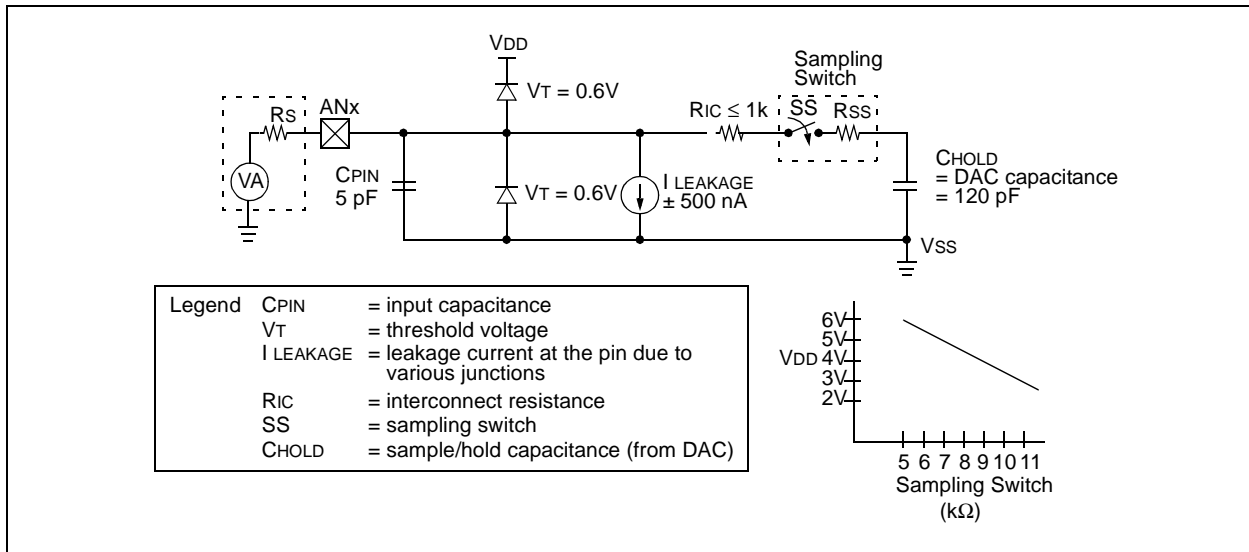 VDD
Sampling
Switch
VT = 0.6V
RS
ANx
RIC ≤ 1k
SS
RSS
VA
CPIN
5 pF
VT = 0.6V
I LEAKAGE
± 500 nA
CHOLD
= DAC capacitance
= 120 pF
VSS
Legend CPIN = input capacitance
VT = threshold voltage
I LEAKAGE = leakage current at the pin due to
various junctions
RIC = interconnect resistance
SS = sampling switch
CHOLD = sample/hold capacitance (from DAC)
6V
5V
VDD 4V
3V
2V
5 6 7 8 9 10 11
Sampling Switch
(kΩ)